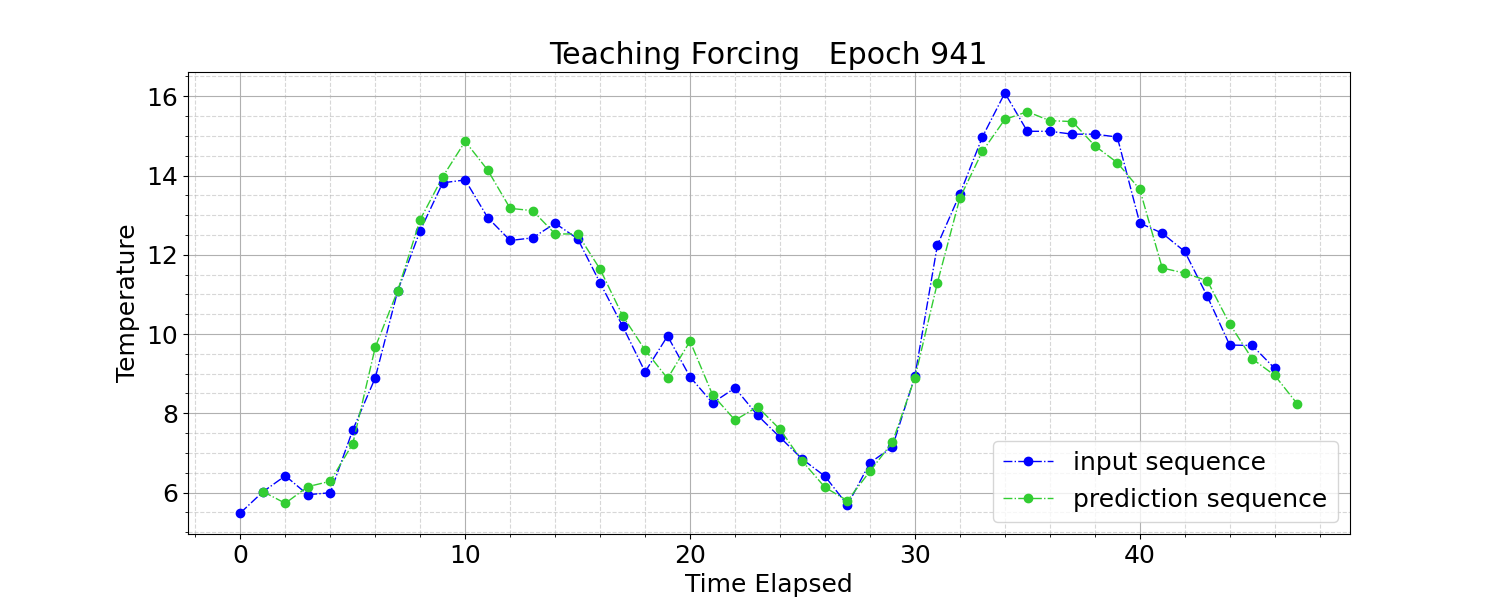 Teaching Forcing   Epoch 941
16
14
12
10
8
6
Temperature
0 10 20 30 40
Time Elapsed
input sequence
prediction sequence